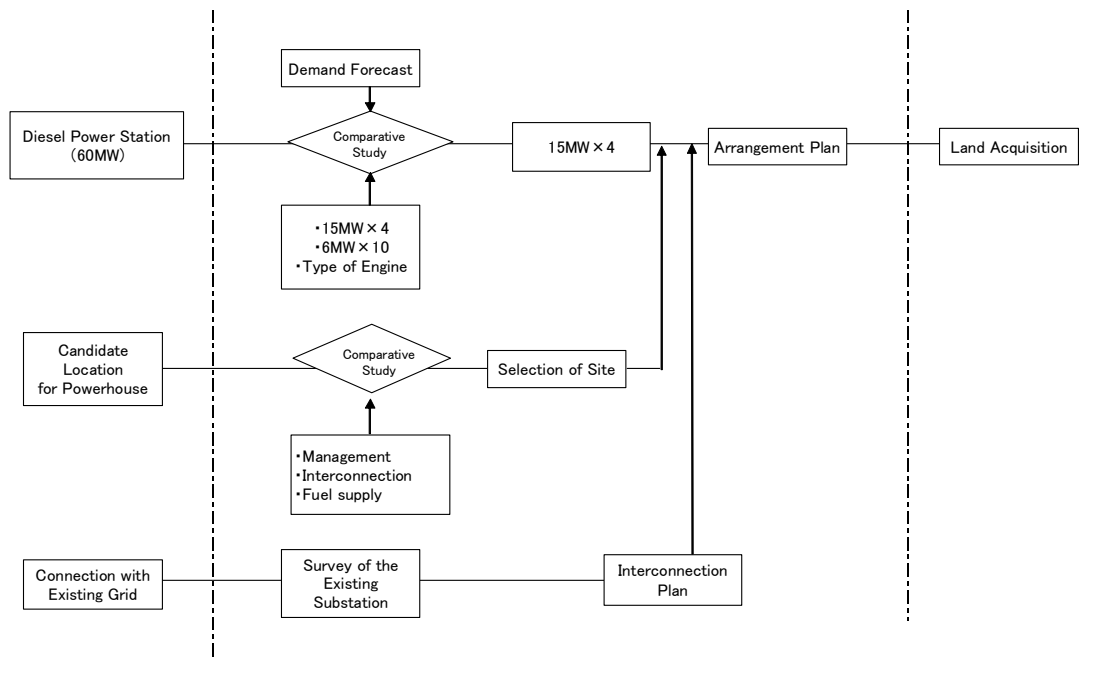 Demand Forecast
Diesel Power Station
(60MW)
Comparative
Study
15MW×4
Arrangement Plan
Land Acquisition
・15MW×4
・6MW×10
・Type of Engine
Candidate
Location
for Powerhouse
Comparative
Study
Selection of Site
・Management
・Interconnection
・Fuel supply
Connection with
Existing Grid
Survey of the
Existing
Substation
Interconnection
Plan